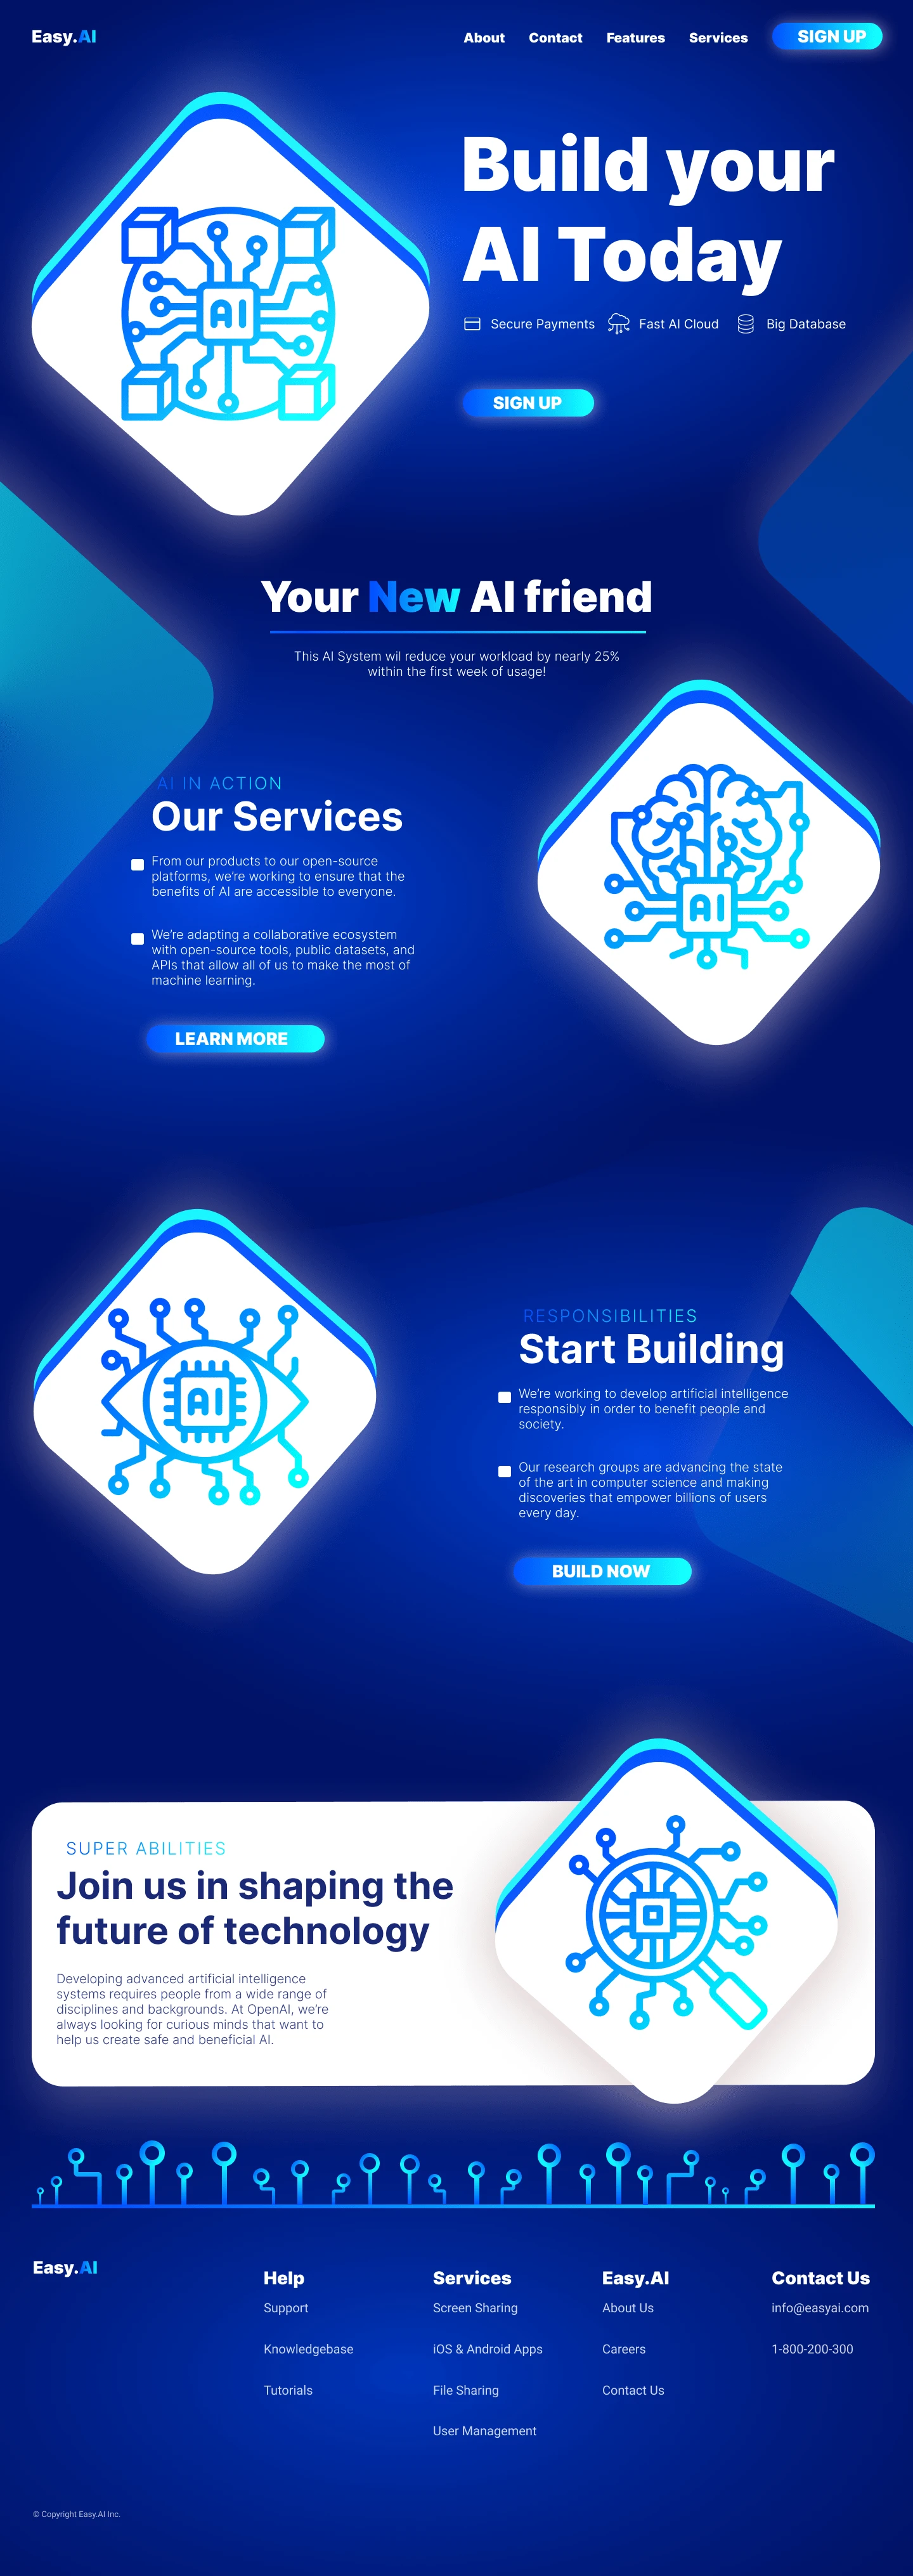 Easy.AI
About Contact Features Services SIGN UP
Build your
AI Today
Secure Payments Fast AI Cloud Big Database
SIGN UP
AI
Your New AI friend
This AI System wil reduce your workload by nearly 25%
within the first week of usage!
AI IN ACTION
Our Services
From our products to our open-source
platforms, we're working to ensure that the
benefits of AI are accessible to everyone.
We're adapting a collaborative ecosystem
with open-source tools, public datasets, and
APIs that allow all of us to make the most of
machine learning.
LEARN MORE
AI
AI
RESPONSIBILITIES
Start Building
We're working to develop artificial intelligence
responsibly in order to benefit people and
society.
Our research groups are advancing the state
of the art in computer science and making
discoveries that empower billions of users
every day.
BUILD NOW
SUPER ABILITIES
Join us in shaping the
future of technology
Developing advanced artificial intelligence
systems requires people from a wide range of
disciplines and backgrounds. At OpenAI, we're
always looking for curious minds that want to
help us create safe and beneficial AI.
Easy.AI
Help
Support
Knowledgebase
Tutorials
Services
Screen Sharing
iOS & Android Apps
File Sharing
User Management
Easy.AI
About Us
Careers
Contact Us
Contact Us
info@easyai.com
1-800-200-300
© Copyright Easy.AI Inc.